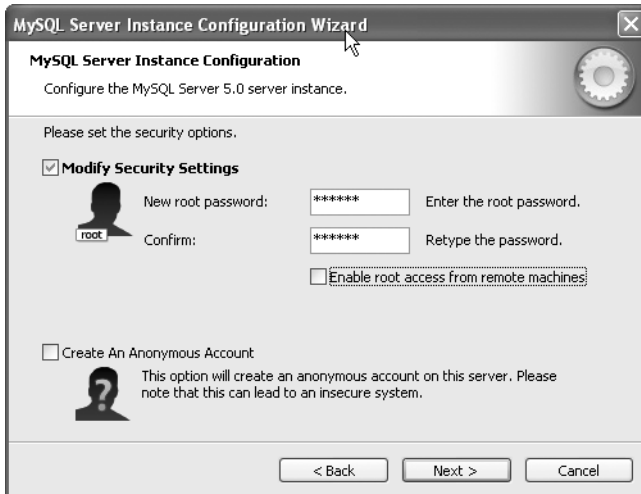 MySQL Server Instance Configuration Wizard
MySQL Server Instance Configuration
Configure the MySQL Server 5.0 server instance.
Please set the security options.
Modify Security Settings
root
New root password: ****** Enter the root password.
Confirm: ****** Retype the password.
Enable root access from remote machines
Create An Anonymous Account
This option will create an anonymous account on this server. Please
note that this can lead to an insecure system.
< Back Next > Cancel